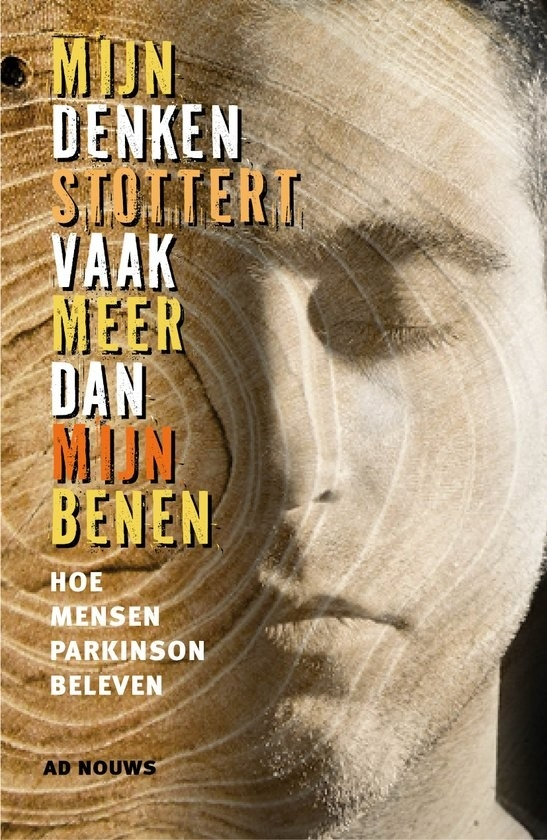 MIJN
DENKEN
STOTTERT
VAAK
MEER
DAN
MIJN
BENEN
HOE
MENSEN
PARKINSON
BELEVEN
AD NOUWS